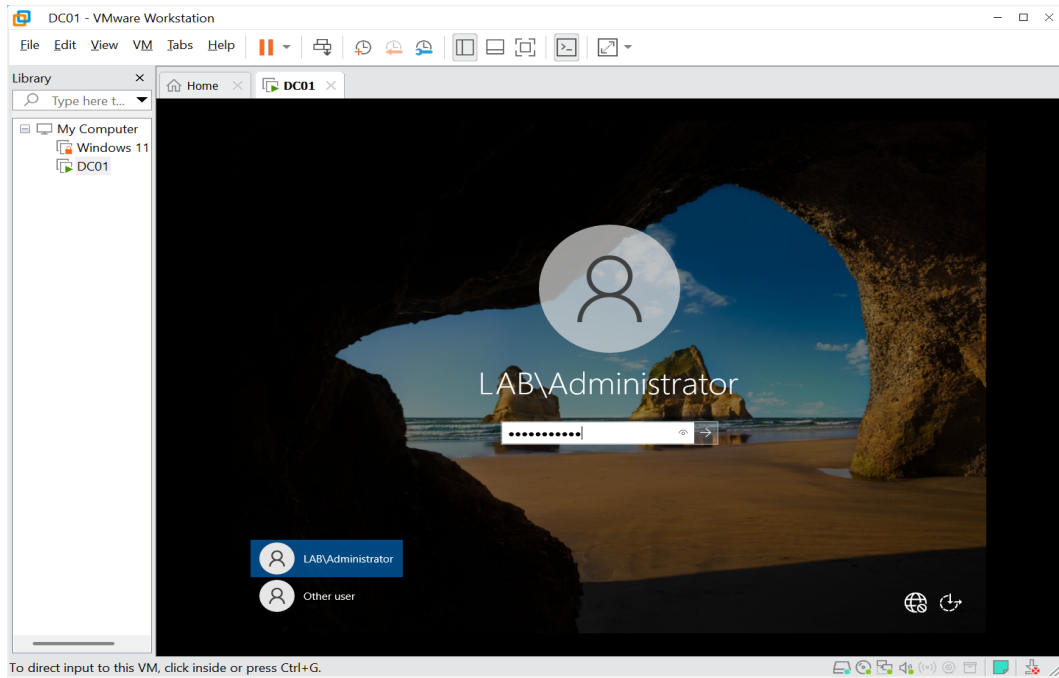 DC01 - VMware Workstation
File Edit View VM Tabs Help
Library
Home
DC01
Type here t...
My Computer
Windows 11
DC01
LAB\Administrator
•••••••••••
LAB\Administrator
Other user
To direct input to this VM, click inside or press Ctrl+G.